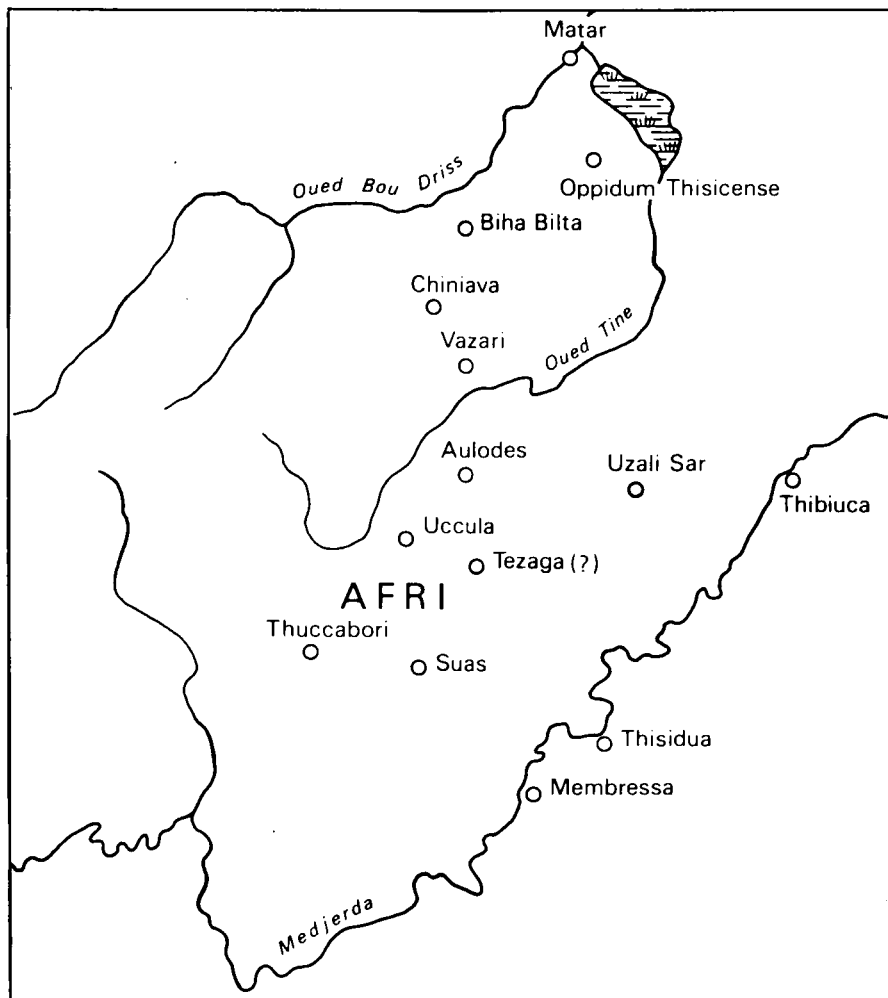 Matar
Oued Bou Driss
Oppidum Thisicense
Biha Bilta
Chiniava
Oued Tine
Vazari
Aulodes
Uzali Sar
Thibiuca
Uccula
Tezaga (?)
AFRI
Thuccabori
Suas
Thisidua
Membressa
Medjerda